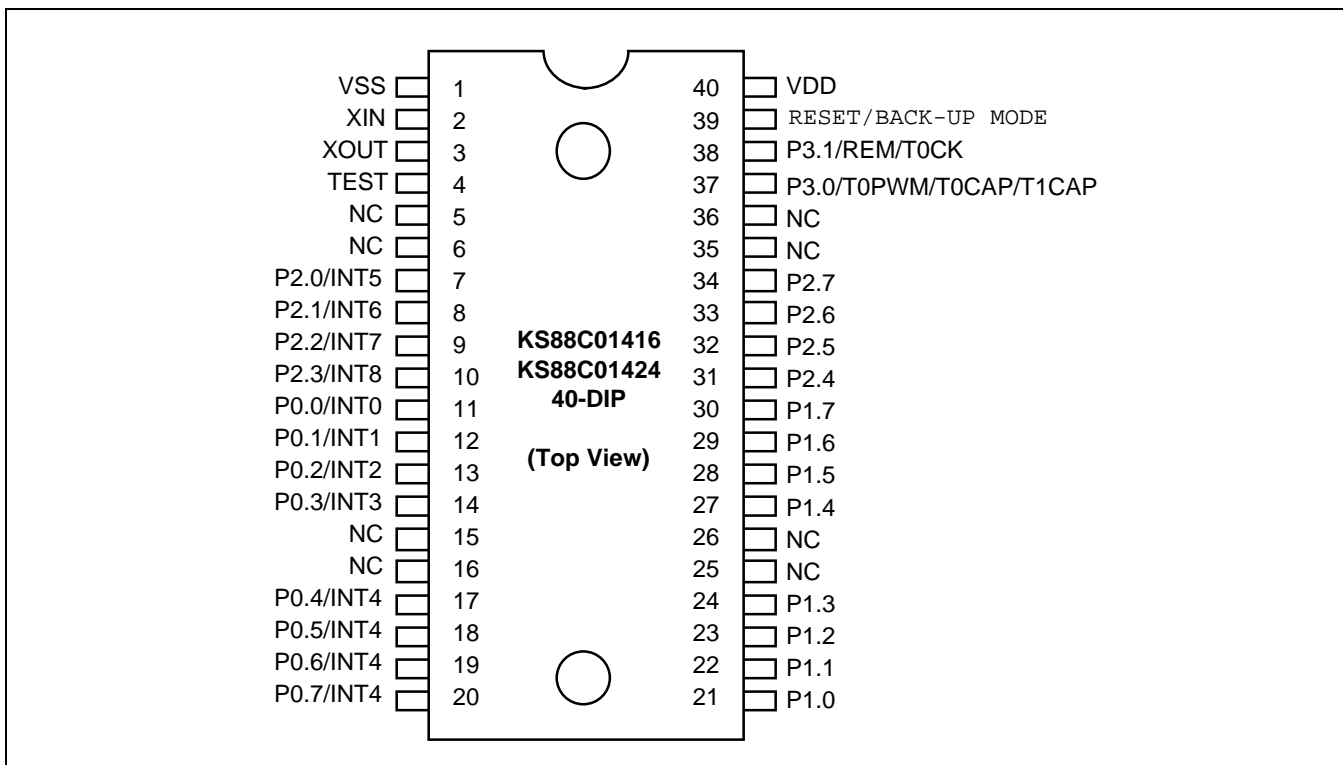 VSS 1 40 VDD
XIN 2 39 RESET/BACK-UP MODE
XOUT 3 38 P3.1/REM/T0CK
TEST 4 37 P3.0/T0PWM/T0CAP/T1CAP
NC 5 36 NC
NC 6 35 NC
P2.0/INT5 7 34 P2.7
P2.1/INT6 8 33 P2.6
P2.2/INT7 9 KS88C01416 32 P2.5
P2.3/INT8 10 KS88C01424 31 P2.4
P0.0/INT0 11 40-DIP 30 P1.7
P0.1/INT1 12 29 P1.6
P0.2/INT2 13 (Top View) 28 P1.5
P0.3/INT3 14 27 P1.4
NC 15 26 NC
NC 16 25 NC
P0.4/INT4 17 24 P1.3
P0.5/INT4 18 23 P1.2
P0.6/INT4 19 22 P1.1
P0.7/INT4 20 21 P1.0